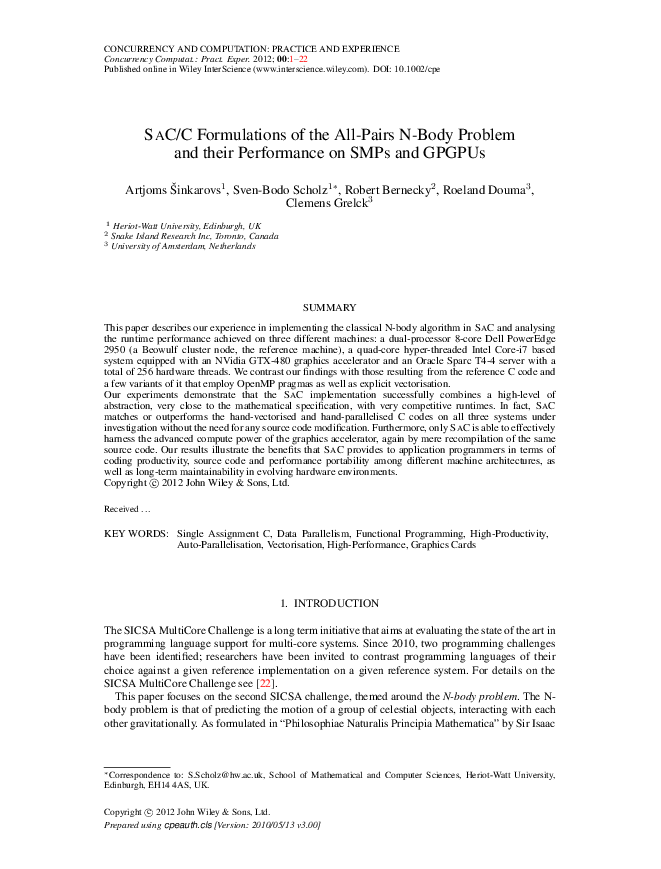 CONCURRENCY AND COMPUTATION: PRACTICE AND EXPERIENCE
Concurrency Computat.: Pract. Exper. 2012; 00:1–22
Published online in Wiley InterScience (www.interscience.wiley.com). DOI: 10.1002/cpe
SAC/C Formulations of the All-Pairs N-Body Problem
and their Performance on SMPs and GPGPUs
Artjoms Šinkarovs1, Sven-Bodo Scholz1∗, Robert Bernecky2, Roeland Douma3,
Clemens Grelck3
1 Heriot-Watt University, Edinburgh, UK
2 Snake Island Research Inc, Toronto, Canada
3 University of Amsterdam, Netherlands
SUMMARY
This paper describes our experience in implementing the classical N-body algorithm in SAC and analysing
the runtime performance achieved on three different machines: a dual-processor 8-core Dell PowerEdge
2950 (a Beowulf cluster node, the reference machine), a quad-core hyper-threaded Intel Core-i7 based
system equipped with an NVidia GTX-480 graphics accelerator and an Oracle Sparc T4-4 server with a
total of 256 hardware threads. We contrast our findings with those resulting from the reference C code and
a few variants of it that employ OpenMP pragmas as well as explicit vectorisation.
Our experiments demonstrate that the SAC implementation successfully combines a high-level of
abstraction, very close to the mathematical specification, with very competitive runtimes. In fact, SAC
matches or outperforms the hand-vectorised and hand-parallelised C codes on all three systems under
investigation without the need for any source code modification. Furthermore, only SAC is able to effectively
harness the advanced compute power of the graphics accelerator, again by mere recompilation of the same
source code. Our results illustrate the benefits that SAC provides to application programmers in terms of
coding productivity, source code and performance portability among different machine architectures, as
well as long-term maintainability in evolving hardware environments.
Copyright © 2012 John Wiley & Sons, Ltd.
Received . . .
KEY WORDS: Single Assignment C, Data Parallelism, Functional Programming, High-Productivity,
Auto-Parallelisation, Vectorisation, High-Performance, Graphics Cards
1. INTRODUCTION
The SICSA MultiCore Challenge is a long term initiative that aims at evaluating the state of the art in
programming language support for multi-core systems. Since 2010, two programming challenges
have been identified; researchers have been invited to contrast programming languages of their
choice against a given reference implementation on a given reference system. For details on the
SICSA MultiCore Challenge see [22].
This paper focuses on the second SICSA challenge, themed around the N-body problem. The N-
body problem is that of predicting the motion of a group of celestial objects, interacting with each
other gravitationally. As formulated in “Philosophiae Naturalis Principia Mathematica” by Sir Isaac
∗Correspondence to: S.Scholz@hw.ac.uk, School of Mathematical and Computer Sciences, Heriot-Watt University,
Edinburgh, EH14 4AS, UK.
Copyright © 2012 John Wiley & Sons, Ltd.
Prepared using cpeauth.cls [Version: 2010/05/13 v3.00]